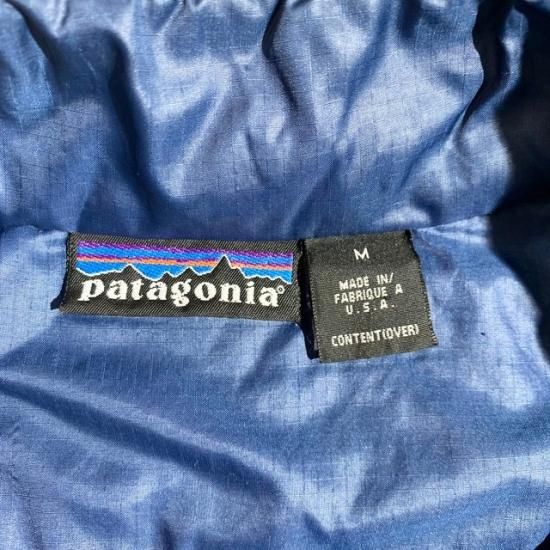 patagonia®
M
MADE IN/
FABRIQUE A
U.S.A.
CONTENT(OVER)